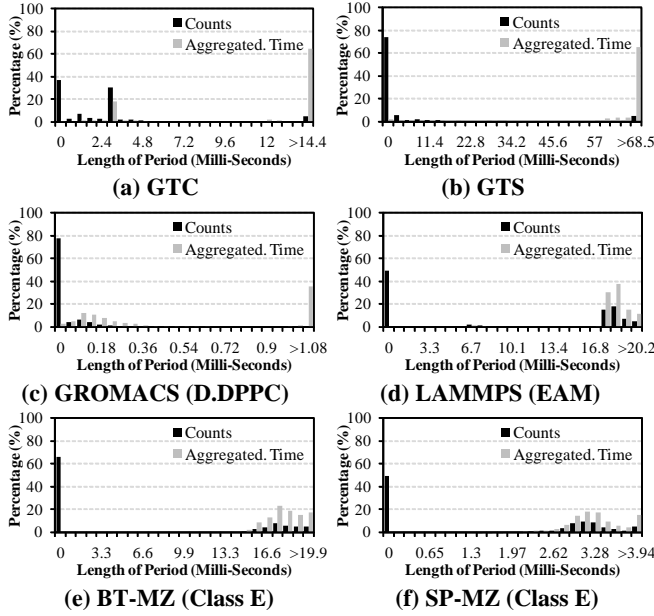 Percentage (%)
100
80
60
40
20
0
Counts
Aggregated. Time
0 2.4 4.8 7.2 9.6 12 >14.4
Length of Period (Milli-Seconds)
(a) GTC
Percentage (%)
100
80
60
40
20
0
Counts
Aggregated. Time
0 11.4 22.8 34.2 45.6 57 >68.5
Length of Period (Milli-Seconds)
(b) GTS
Percentage (%)
100
80
60
40
20
0
Counts
Aggregated. Time
0 0.18 0.36 0.54 0.72 0.9 >1.08
Length of Period (Milli-Seconds)
(c) GROMACS (D.DPPC)
Percentage (%)
100
80
60
40
20
0
Counts
Aggregated. Time
0 3.3 6.7 10.1 13.4 16.8 >20.2
Length of Period (Milli-Seconds)
(d) LAMMPS (EAM)
Percentage (%)
100
80
60
40
20
0
Counts
Aggregated. Time
0 3.3 6.6 9.9 13.3 16.6 >19.9
Length of Period (Milli-Seconds)
(e) BT-MZ (Class E)
Percentage (%)
100
80
60
40
20
0
Counts
Aggregated. Time
0 0.65 1.3 1.97 2.62 3.28 >3.94
Length of Period (Milli-Seconds)
(f) SP-MZ (Class E)